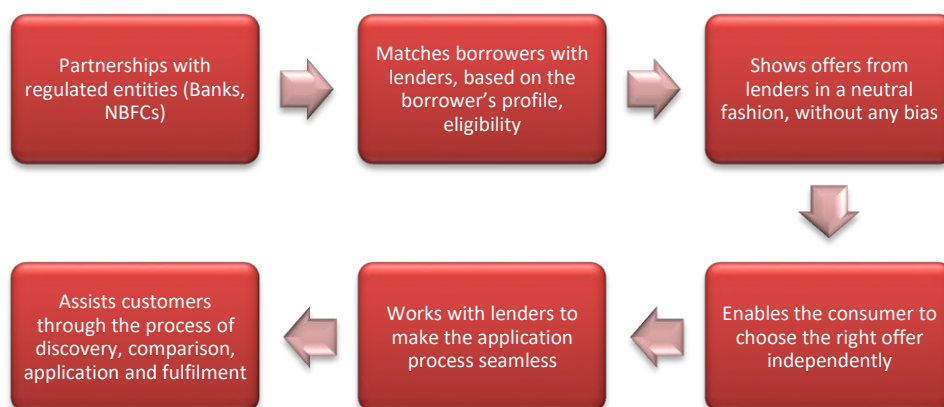 Partnerships with
regulated entities (Banks,
NBFCs)
Matches borrowers with
lenders, based on the
borrower’s profile,
eligibility
Shows offers from
lenders in a neutral
fashion, without any bias
Enables the consumer to
choose the right offer
independently
Works with lenders to
make the application
process seamless
Assists customers
through the process of
discovery, comparison,
application and fulfilment